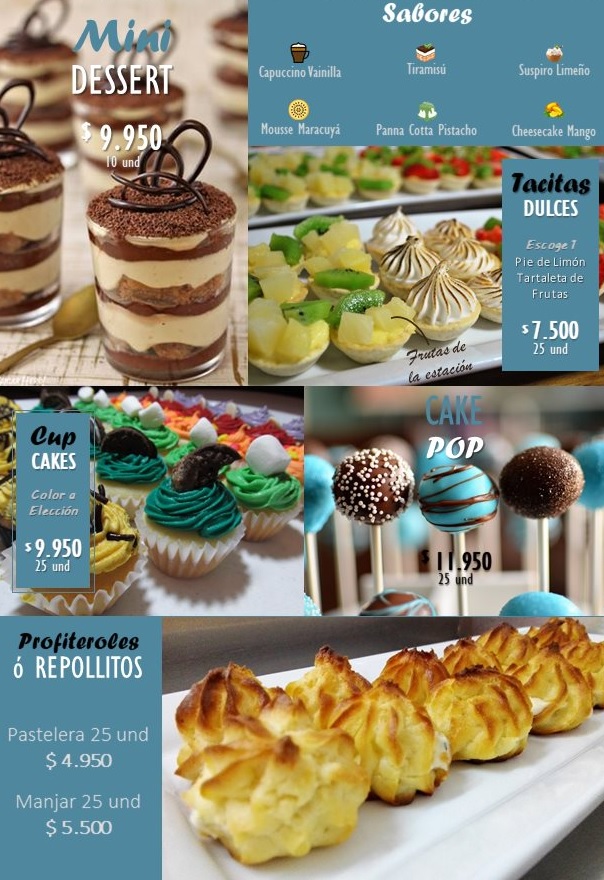 Mini
DESSERT
$ 9.950
10 und
Sabores
Capuccino Vainilla
Tiramisú
Suspiro Limeño
Mousse Maracuyá
Panna Cotta Pistacho
Cheesecake Mango
Tacitas
DULCES
Escoge 1
Pie de Limón
Tartaleta de
Frutas
$ 7.500
25 und
Frutas de
la estación
Cup
CAKES
Color a
Elección
$ 9.950
25 und
CAKE
POP
$ 11.950
25 und
Profiteroles
ó REPOLLITOS
Pastelera 25 und
$ 4.950
Manjar 25 und
$ 5.500